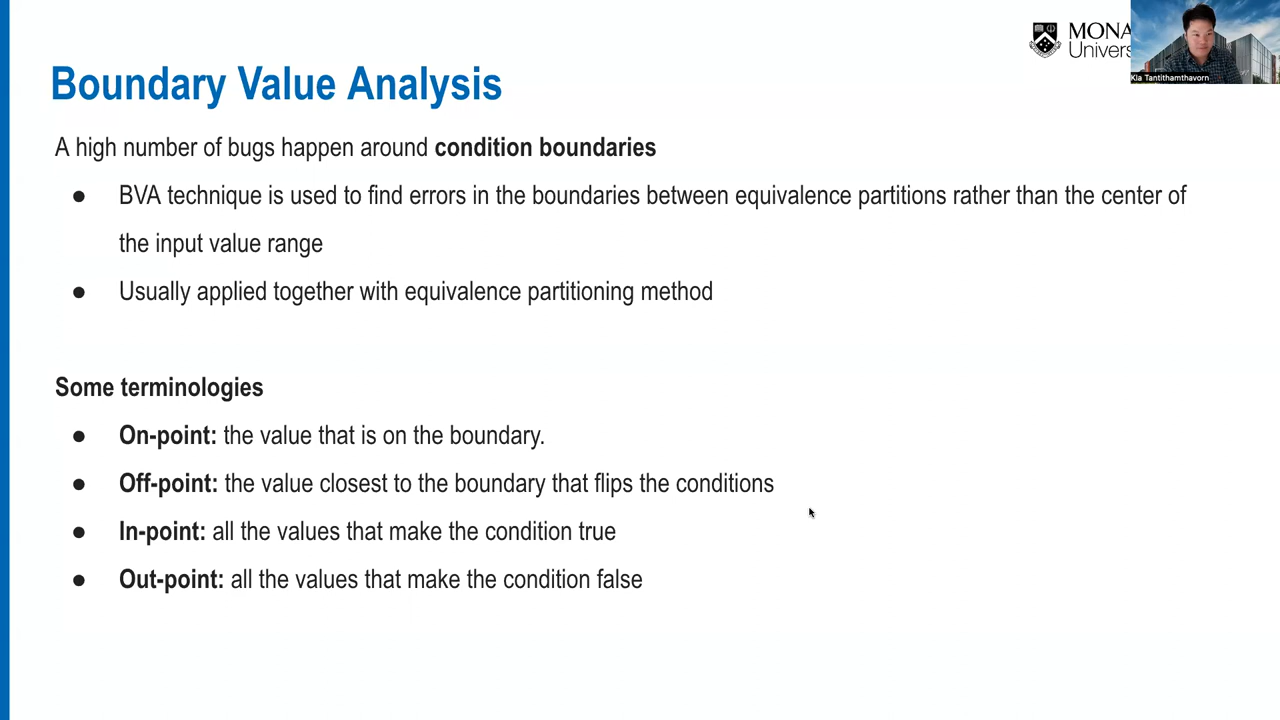 MONA
Univers
Kla Tantithamthavorn
Boundary Value Analysis
A high number of bugs happen around condition boundaries
● BVA technique is used to find errors in the boundaries between equivalence partitions rather than the center of
the input value range
● Usually applied together with equivalence partitioning method
Some terminologies
● On-point: the value that is on the boundary.
● Off-point: the value closest to the boundary that flips the conditions
● In-point: all the values that make the condition true
● Out-point: all the values that make the condition false